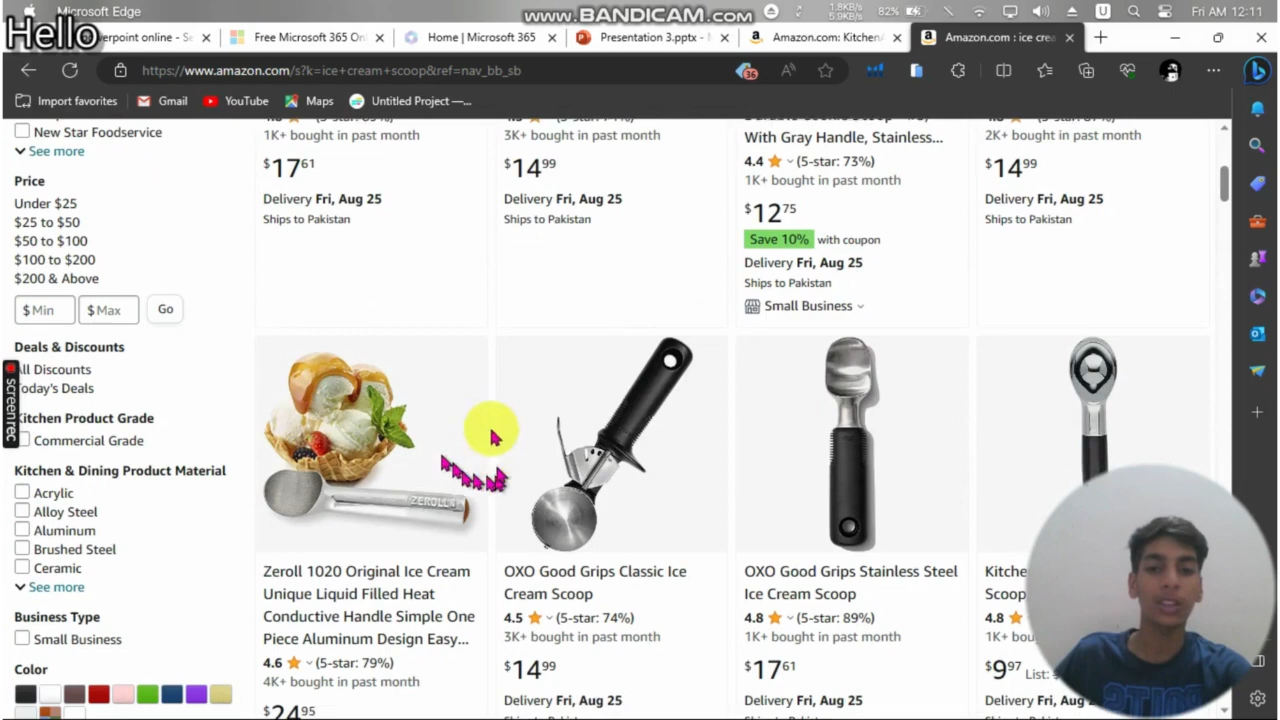 Microsoft Edge
www.BANDICAM.com
1.8KB/s
5.9KB/s
82%
Fri AM 12:11
Hello
erpoint online - Se
Free Microsoft 365 Onl
Home | Microsoft 365
Presentation 3.pptx - M
Amazon.com: KitchenA
Amazon.com : ice crea
https://www.amazon.com/s?k=ice+cream+scoop&ref=nav_bb_sb
36
Import favorites
Gmail
YouTube
Maps
Untitled Project —...
New Star Foodservice
See more
Price
Under $25
$25 to $50
$50 to $100
$100 to $200
$200 & Above
$ Min
$ Max
Go
Deals & Discounts
All Discounts
Today's Deals
Kitchen Product Grade
Commercial Grade
Kitchen & Dining Product Material
Acrylic
Alloy Steel
Aluminum
Brushed Steel
Ceramic
See more
Business Type
Small Business
Color
screenrec
1K+ bought in past month
$17.61
Delivery Fri, Aug 25
Ships to Pakistan
3K+ bought in past month
$14.99
Delivery Fri, Aug 25
Ships to Pakistan
With Gray Handle, Stainless...
4.4 (5-star: 73%)
1K+ bought in past month
$12.75
Save 10% with coupon
Delivery Fri, Aug 25
Ships to Pakistan
Small Business
2K+ bought in past month
$14.99
Delivery Fri, Aug 25
Ships to Pakistan
ZEROLL
Zeroll 1020 Original Ice Cream
Unique Liquid Filled Heat
Conductive Handle Simple One
Piece Aluminum Design Easy...
4.6 (5-star: 79%)
4K+ bought in past month
$24.95
OXO Good Grips Classic Ice
Cream Scoop
4.5 (5-star: 74%)
3K+ bought in past month
$14.99
Delivery Fri, Aug 25
OXO Good Grips Stainless Steel
Ice Cream Scoop
4.8 (5-star: 89%)
1K+ bought in past month
$17.61
Delivery Fri, Aug 25
Kitche
Scoop
4.8
1K+ bou
$9.97 List:
Delivery